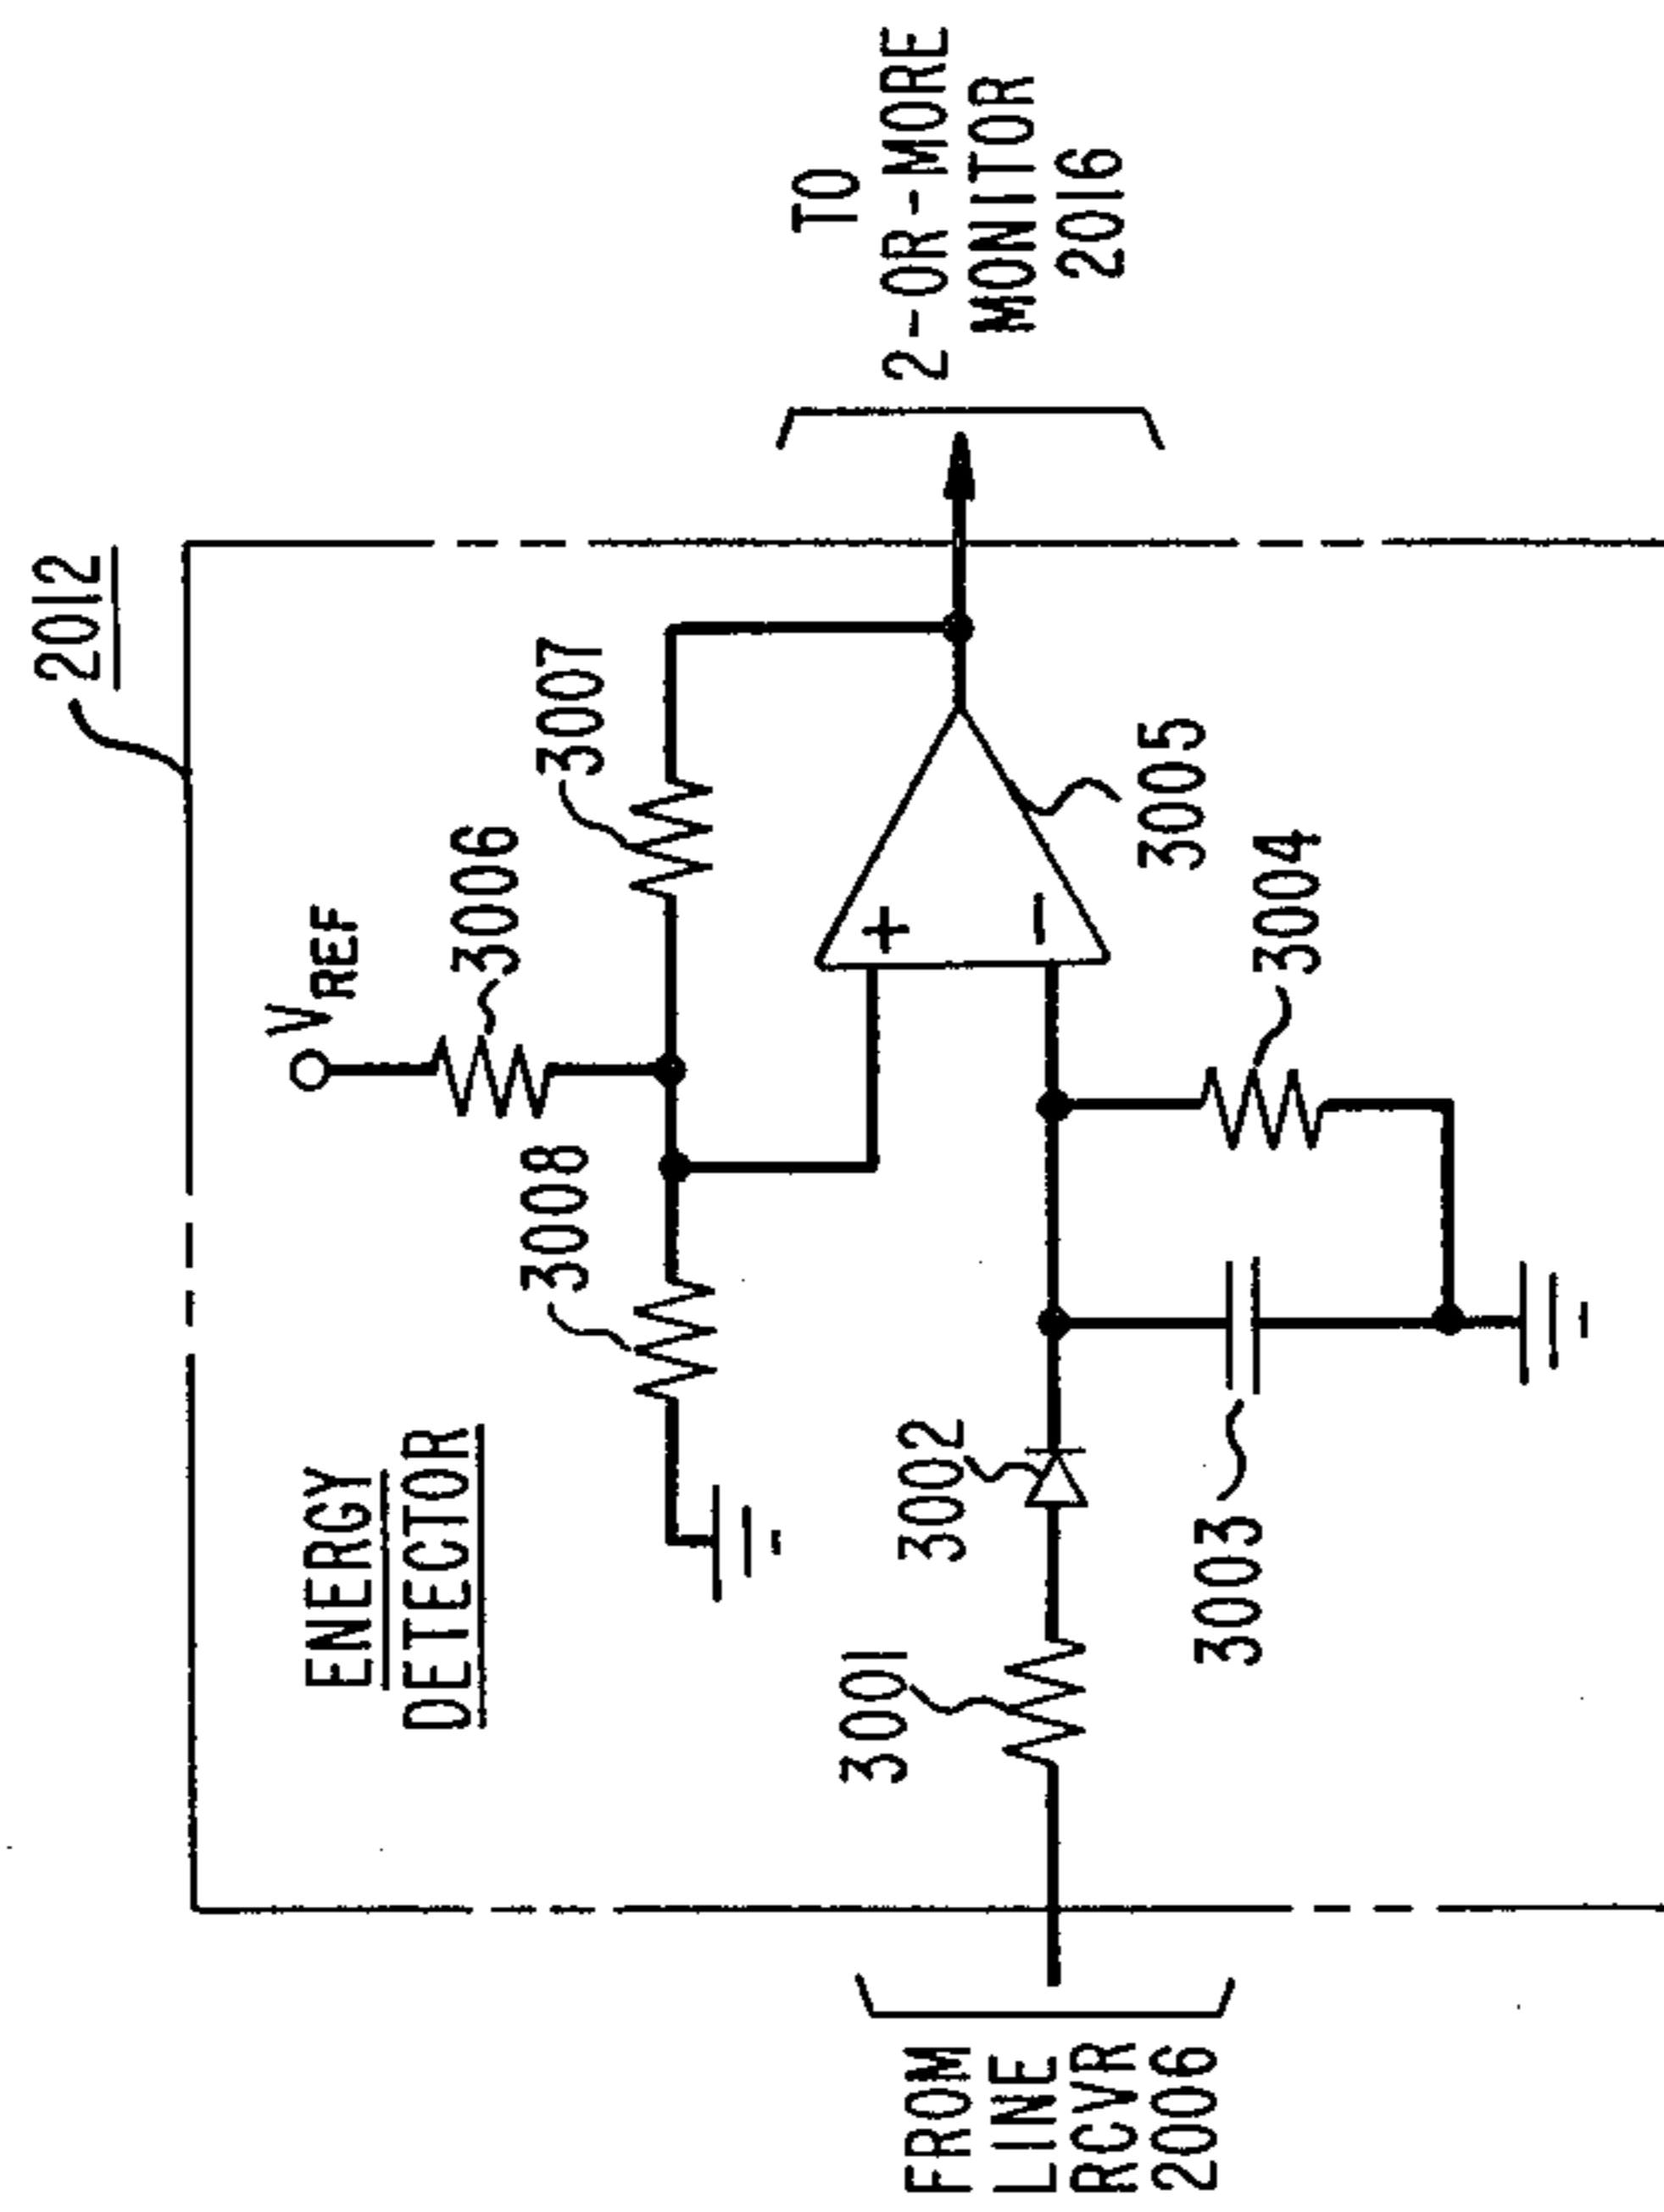 2012
ENERGY
DETECTOR
VREF
3006
3008
3007
+
−
3005
3001
3002
3003
3004
FROM
LINE
RCVR
2006
TO
2-OR-MORE
MONITOR
2016